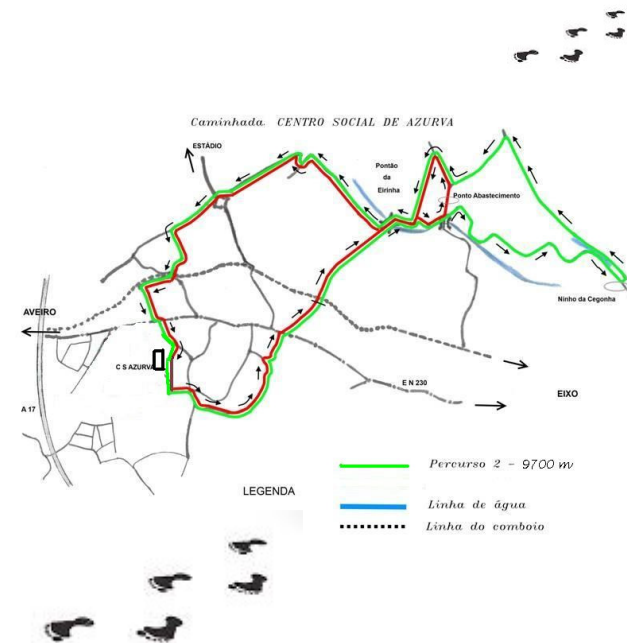 Caminhada CENTRO SOCIAL DE AZURVA
ESTÁDIO
Pontão
da
Eirinha
Ponto Abastecimento
Ninho da Cegonha
AVEIRO
C S AZURVA
E N 230
EIXO
A 17
LEGENDA
Percurso 2 - 9700 m
Linha de água
Linha do comboio